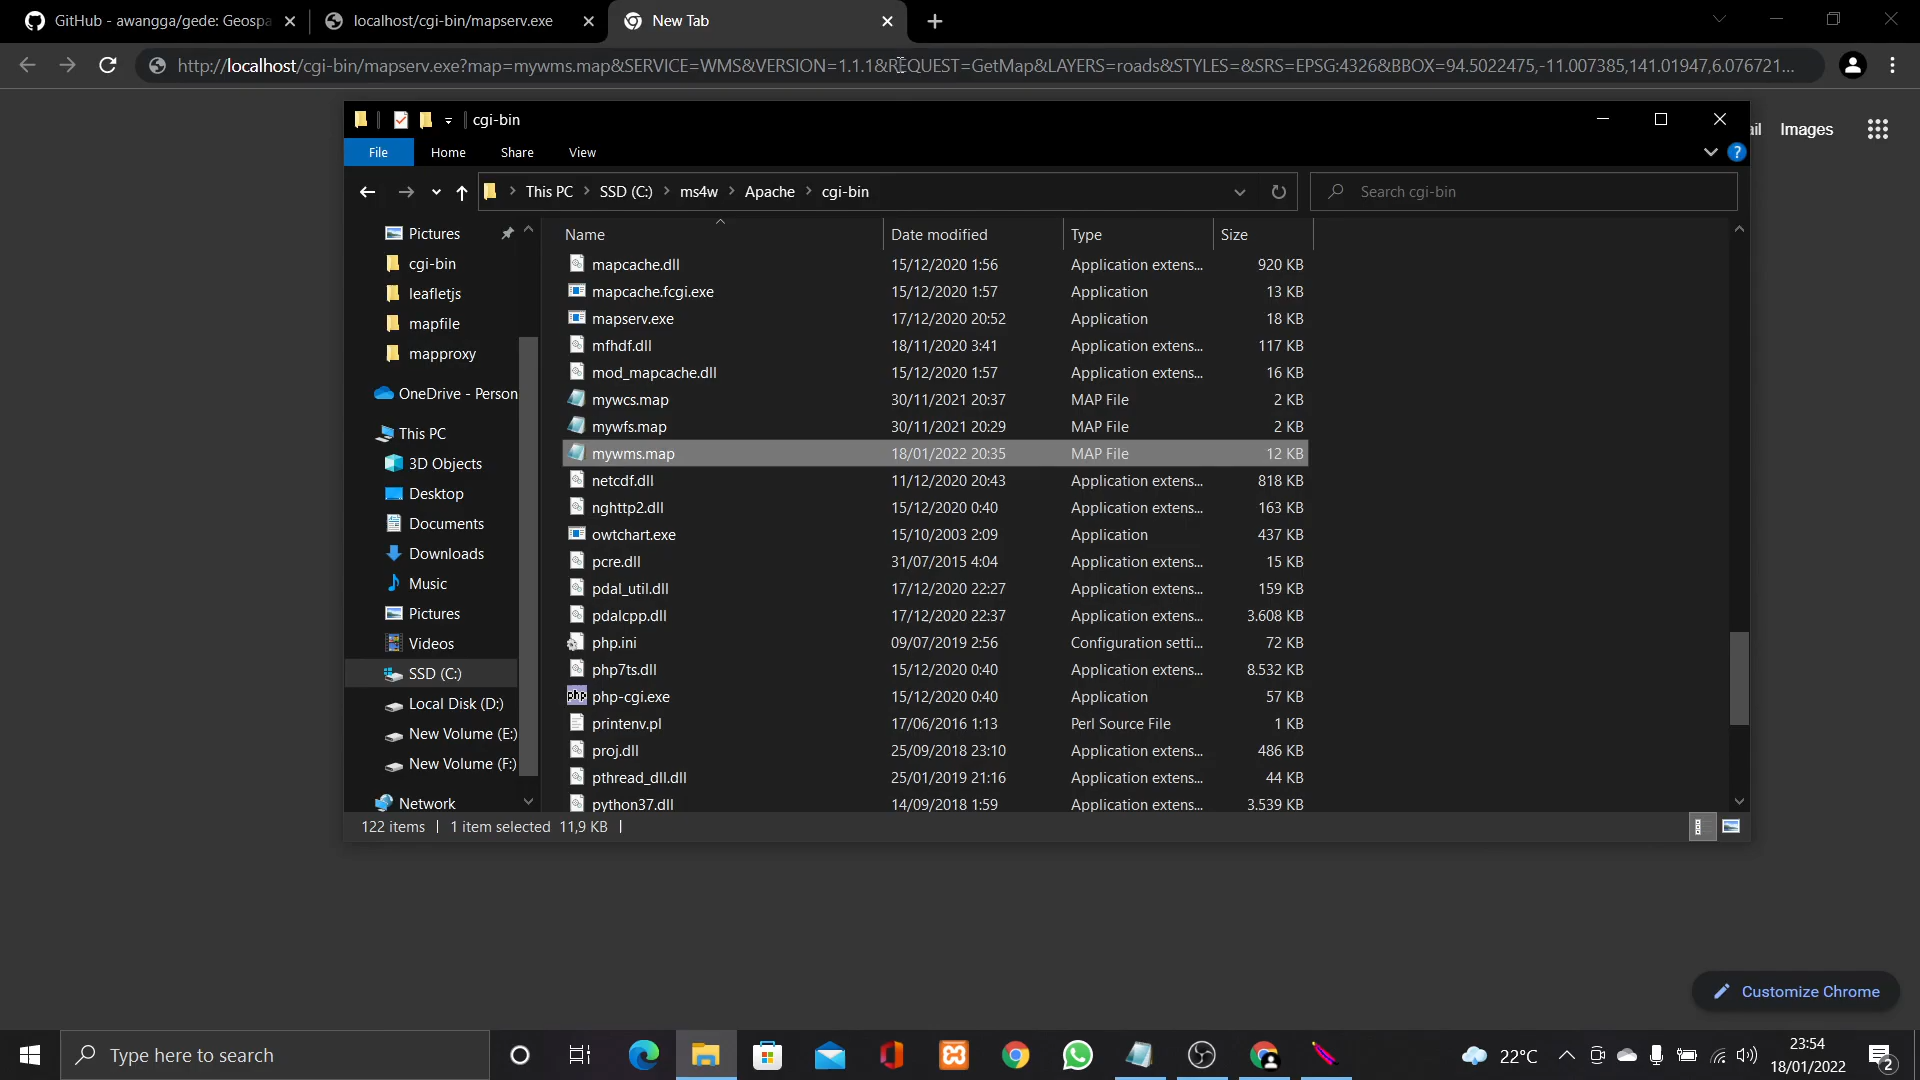 GitHub - awangga/gede: Geospa
localhost/cgi-bin/mapserv.exe
New Tab
http://localhost/cgi-bin/mapserv.exe?map=mywms.map&SERVICE=WMS&VERSION=1.1.1&REQUEST=GetMap&LAYERS=roads&STYLES=&SRS=EPSG:4326&BBOX=94.5022475,-11.007385,141.01947,6.076721...
ail Images
cgi-bin
File Home Share View
This PC SSD (C:) ms4w Apache cgi-bin
Search cgi-bin
Pictures
cgi-bin
leafletjs
mapfile
mapproxy
OneDrive - Person
This PC
3D Objects
Desktop
Documents
Downloads
Music
Pictures
Videos
SSD (C:)
Local Disk (D:)
New Volume (E:)
New Volume (F:)
Network
Name Date modified Type Size
mapcache.dll 15/12/2020 1:56 Application extens... 920 KB
mapcache.fcgi.exe 15/12/2020 1:57 Application 13 KB
mapserv.exe 17/12/2020 20:52 Application 18 KB
mfhdf.dll 18/11/2020 3:41 Application extens... 117 KB
mod_mapcache.dll 15/12/2020 1:57 Application extens... 16 KB
mywcs.map 30/11/2021 20:37 MAP File 2 KB
mywfs.map 30/11/2021 20:29 MAP File 2 KB
mywms.map 18/01/2022 20:35 MAP File 12 KB
netcdf.dll 11/12/2020 20:43 Application extens... 818 KB
nghttp2.dll 15/12/2020 0:40 Application extens... 163 KB
owtchart.exe 15/10/2003 2:09 Application 437 KB
pcre.dll 31/07/2015 4:04 Application extens... 15 KB
pdal_util.dll 17/12/2020 22:27 Application extens... 159 KB
pdalcpp.dll 17/12/2020 22:37 Application extens... 3.608 KB
php.ini 09/07/2019 2:56 Configuration setti... 72 KB
php7ts.dll 15/12/2020 0:40 Application extens... 8.532 KB
php-cgi.exe 15/12/2020 0:40 Application 57 KB
printenv.pl 17/06/2016 1:13 Perl Source File 1 KB
proj.dll 25/09/2018 23:10 Application extens... 486 KB
pthread_dll.dll 25/01/2019 21:16 Application extens... 44 KB
python37.dll 14/09/2018 1:59 Application extens... 3.539 KB
122 items 1 item selected 11,9 KB
Customize Chrome
Type here to search
22°C
23:54
18/01/2022
2